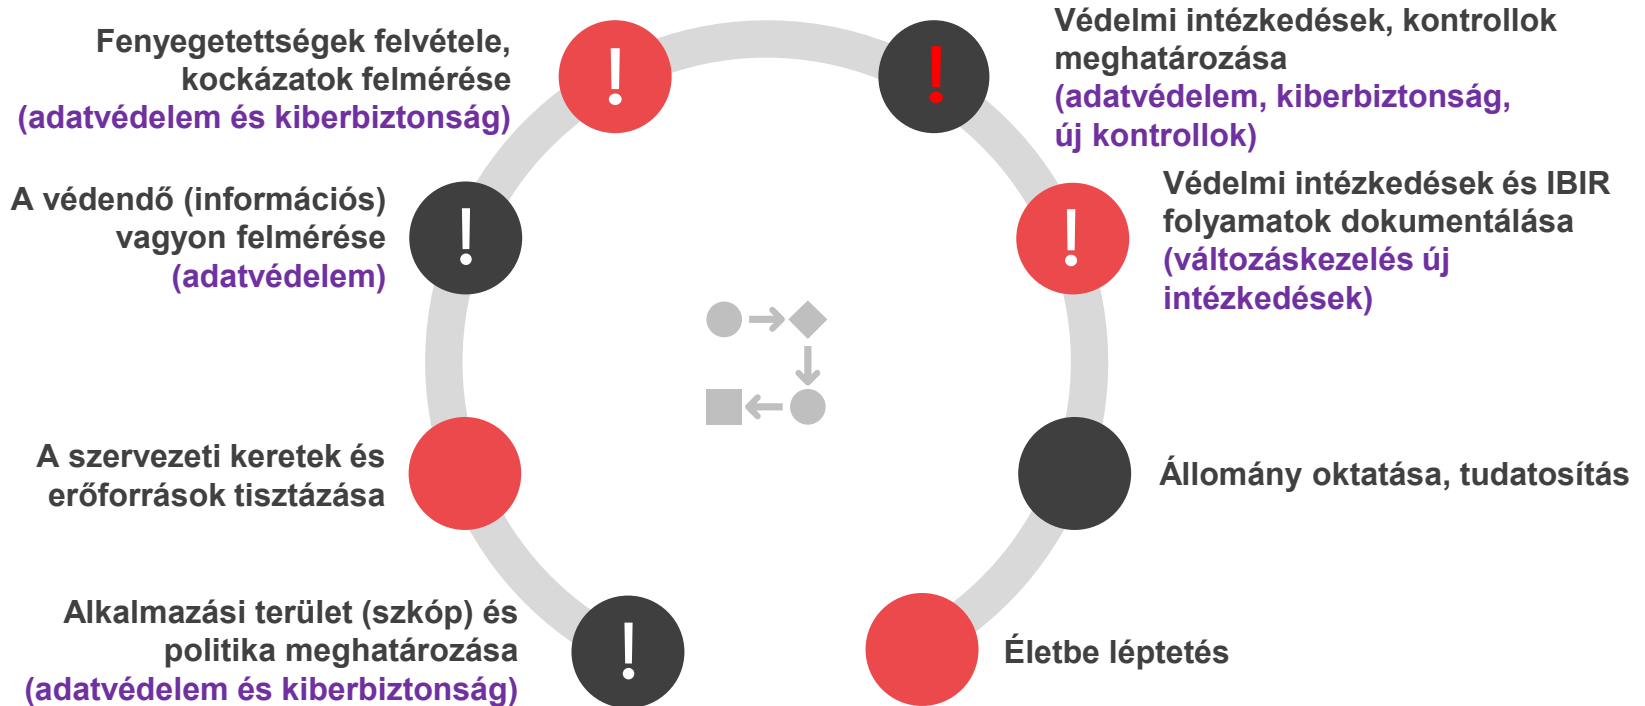 Fenyegetettségek felvétele,
kockázatok felmérése
(adatvédelem és kiberbiztonság)
!
!
Védelmi intézkedések, kontrollok
meghatározása
(adatvédelem, kiberbiztonság,
új kontrollok)
A védendő (információs)
vagyon felmérése
(adatvédelem)
!
!
Védelmi intézkedések és IBIR
folyamatok dokumentálása
(változáskezelés új
intézkedések)
A szervezeti keretek és
erőforrások tisztázása
Állomány oktatása, tudatosítás
Alkalmazási terület (szkóp) és
politika meghatározása
(adatvédelem és kiberbiztonság)
!
Életbe léptetés